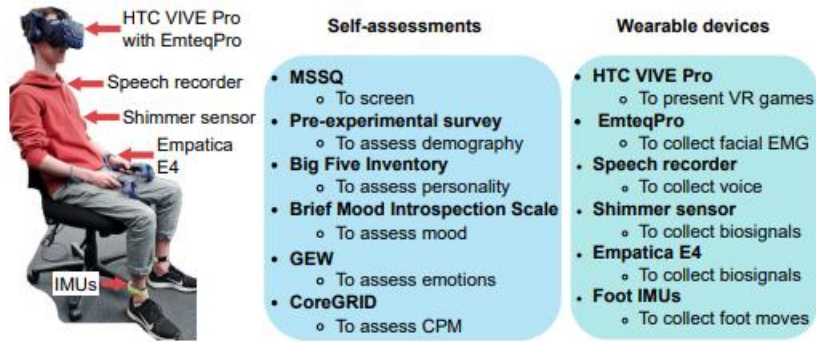 HTC VIVE Pro
with EmteqPro
Speech recorder
Shimmer sensor
Empatica
E4
IMUs
Self-assessments
• MSSQ
o To screen
• Pre-experimental survey
o To assess demography
• Big Five Inventory
o To assess personality
• Brief Mood Introspection Scale
o To assess mood
• GEW
o To assess emotions
• CoreGRID
o To assess CPM
Wearable devices
• HTC VIVE Pro
o To present VR games
• EmteqPro
o To collect facial EMG
• Speech recorder
o To collect voice
• Shimmer sensor
o To collect biosignals
• Empatica E4
o To collect biosignals
• Foot IMUs
o To collect foot moves